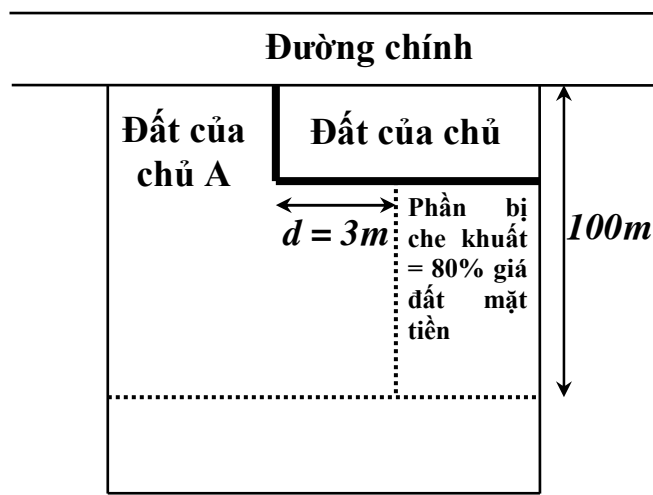 Đường chính
Đất của
chủ A
Đất của chủ
d = 3m
Phần bị
che khuất
= 80% giá
đất mặt
tiền
100m